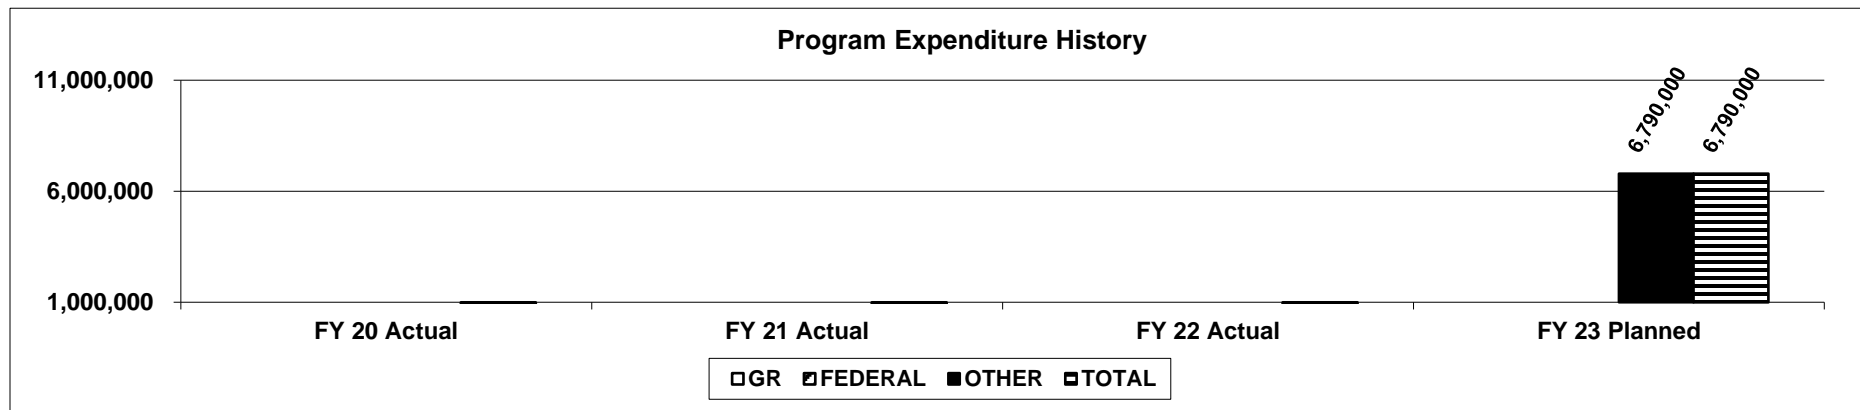 Program Expenditure History
11,000,000
6,000,000
1,000,000
6,790,000
6,790,000
FY 20 Actual
FY 21 Actual
FY 22 Actual
FY 23 Planned
GR FEDERAL OTHER TOTAL